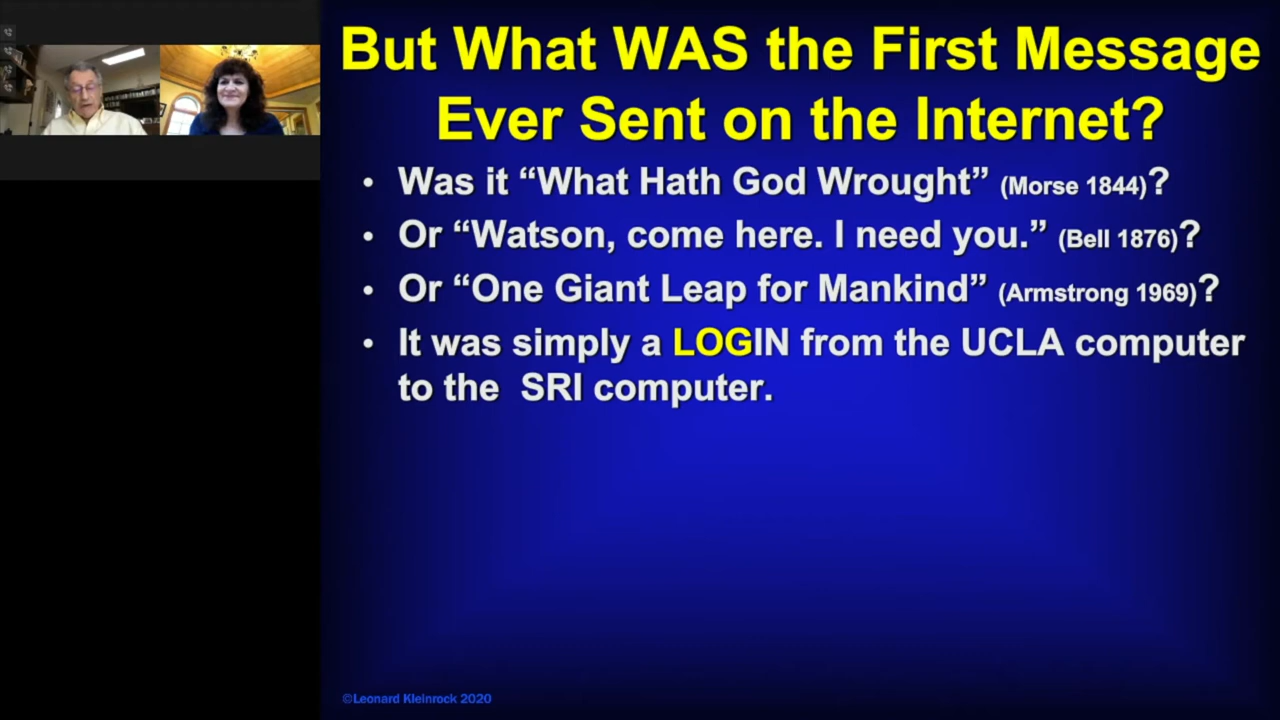 But What WAS the First Message
Ever Sent on the Internet?
• Was it “What Hath God Wrought” (Morse 1844)?
• Or “Watson, come here. I need you.” (Bell 1876)?
• Or “One Giant Leap for Mankind” (Armstrong 1969)?
• It was simply a LOGIN from the UCLA computer
to the SRI computer.
©Leonard Kleinrock 2020